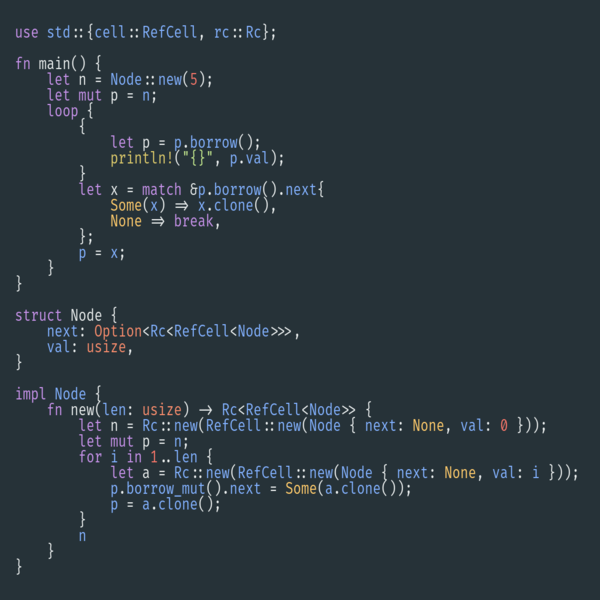 use std::{cell::RefCell, rc::Rc};

fn main() {
    let n = Node::new(5);
    let mut p = n;
    loop {
        {
            let p = p.borrow();
            println!("{}", p.val);
        }
        let x = match &p.borrow().next{
            Some(x) => x.clone(),
            None => break,
        };
        p = x;
    }
}

struct Node {
    next: Option<Rc<RefCell<Node>>>,
    val: usize,
}

impl Node {
    fn new(len: usize) -> Rc<RefCell<Node>> {
        let n = Rc::new(RefCell::new(Node { next: None, val: 0 }));
        let mut p = n;
        for i in 1..len {
            let a = Rc::new(RefCell::new(Node { next: None, val: i }));
            p.borrow_mut().next = Some(a.clone());
            p = a.clone();
        }
        n
    }
}